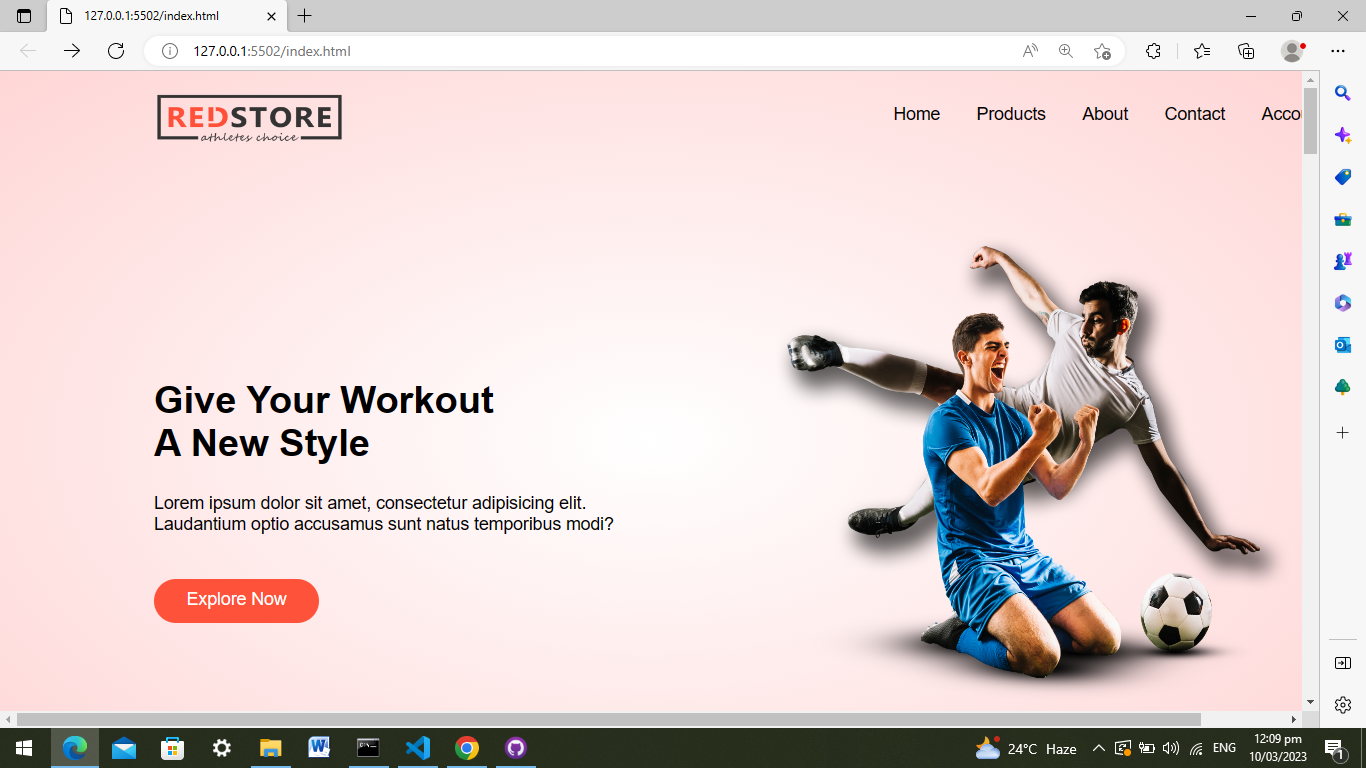 127.0.0.1:5502/index.html
127.0.0.1:5502/index.html
REDSTORE
athletes choice
Home Products About Contact Accou
Give Your Workout
A New Style
Lorem ipsum dolor sit amet, consectetur adipisicing elit.
Laudantium optio accusamus sunt natus temporibus modi?
Explore Now
24°C Haze
ENG
12:09 pm
10/03/2023
1